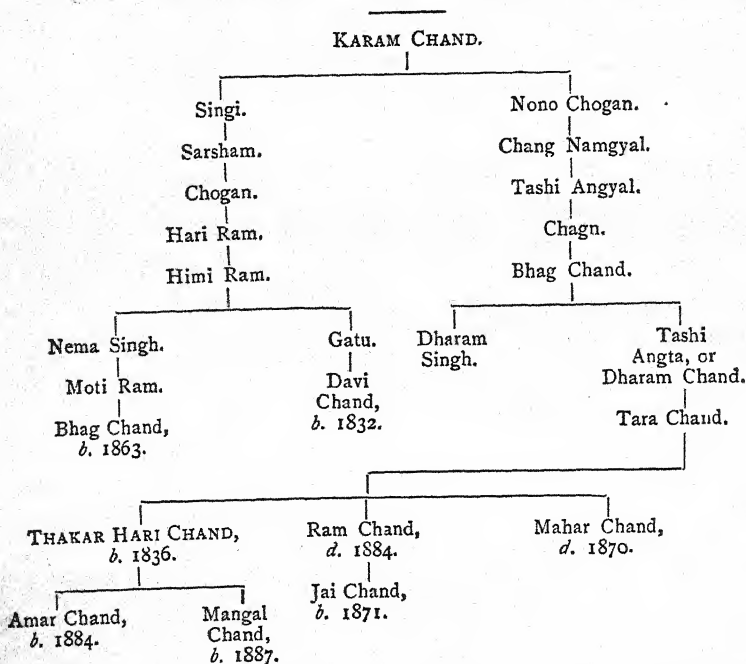 KARAM CHAND.
Singi.
Nono Chogan.
Sarsham.
Chang Namgyal.
Chogan.
Tashi Angyal.
Hari Ram.
Chagn.
Himi Ram.
Bhag Chand.
Nema Singh.
Gatu.
Dharam
Singh.
Tashi
Angta, or
Dharam Chand.
Moti Ram.
Davi
Chand,
b. 1832.
Bhag Chand,
b. 1863.
Tara Chand.
THAKAR HARI CHAND,
b. 1836.
Ram Chand,
d. 1884.
Mahar Chand,
d. 1870.
Amar Chand,
b. 1884.
Mangal
Chand,
b. 1887.
Jai Chand,
b. 1871.